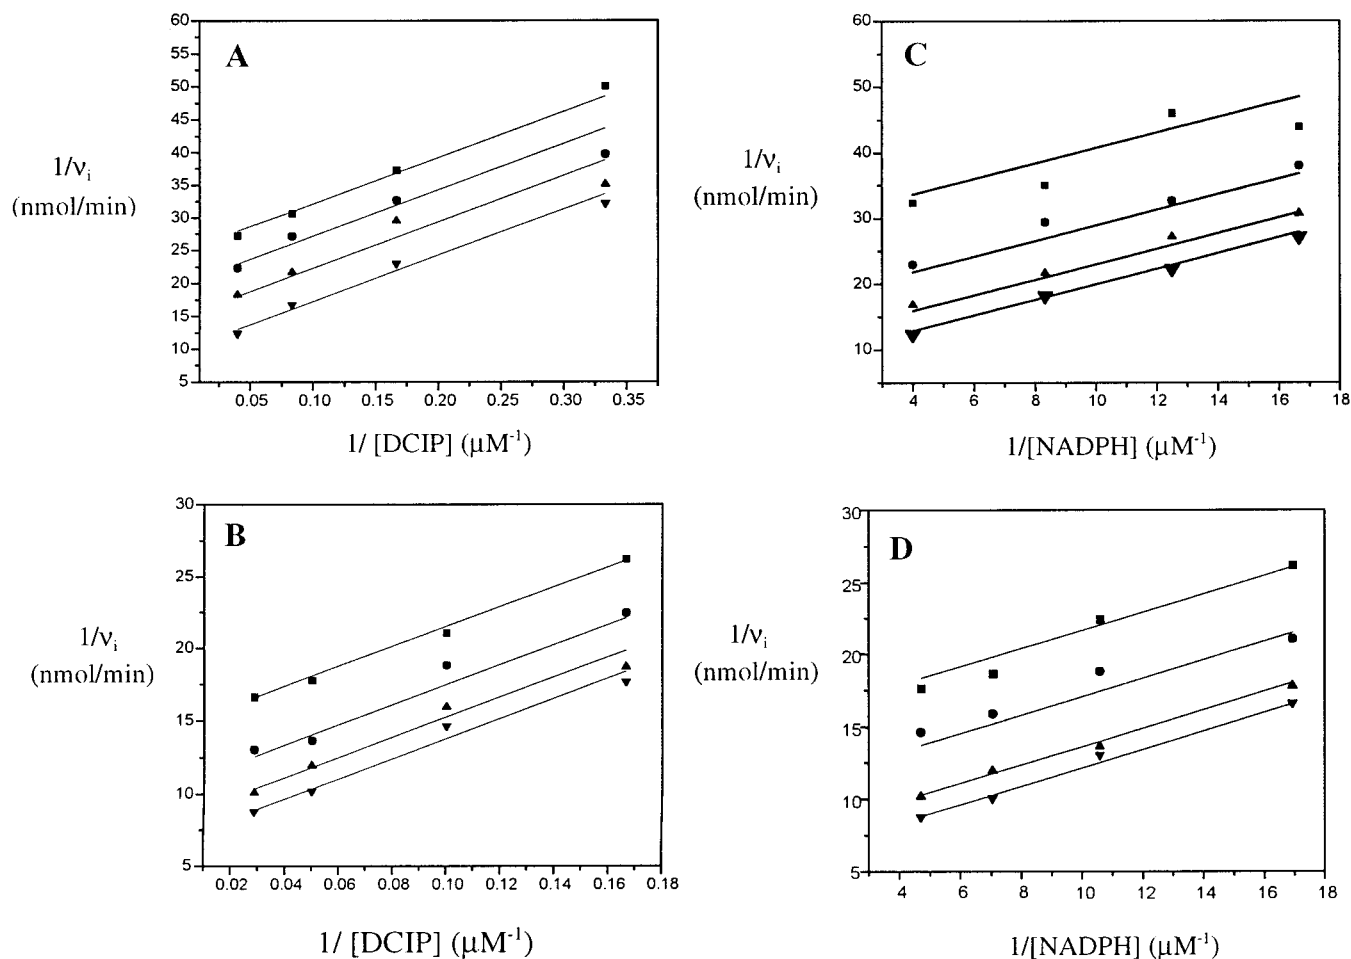 A
60
55
50
45
40
35
30
25
20
15
10
5
0.05 0.10 0.15 0.20 0.25 0.30 0.35
1/νi
(nmol/min)
1/ [DCIP] (μM⁻¹)
C
60
50
40
30
20
10
4 6 8 10 12 14 16 18
1/νi
(nmol/min)
1/[NADPH] (μM⁻¹)
B
30
25
20
15
10
5
0.02 0.04 0.06 0.08 0.10 0.12 0.14 0.16 0.18
1/νi
(nmol/min)
1/ [DCIP] (μM⁻¹)
D
30
25
20
15
10
5
4 6 8 10 12 14 16 18
1/νi
(nmol/min)
1/[NADPH] (μM⁻¹)